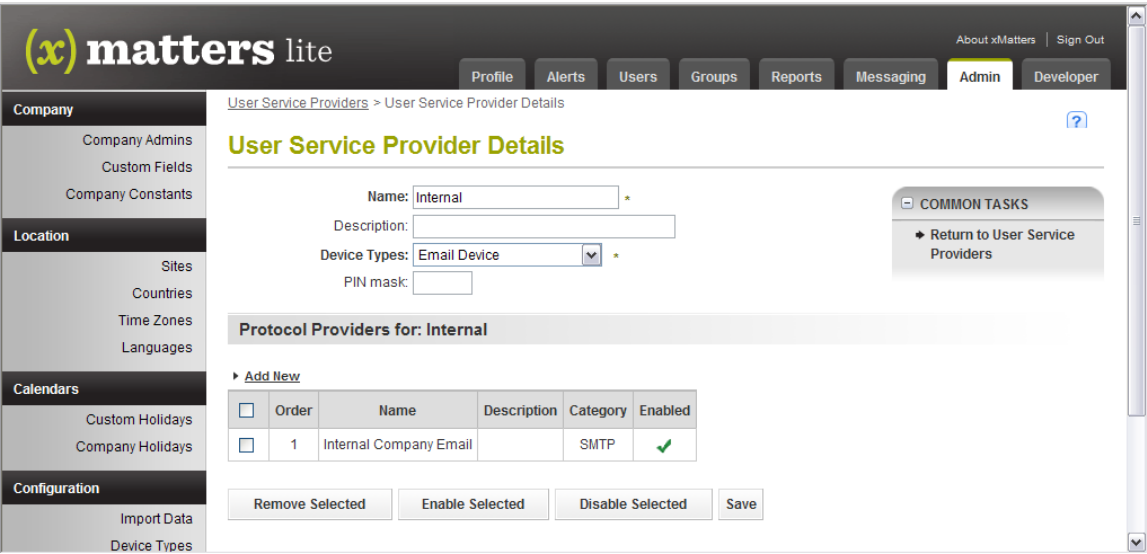 (x) matters lite
About xMatters | Sign Out
Profile Alerts Users Groups Reports Messaging Admin Developer
Company
Company Admins
Custom Fields
Company Constants
Location
Sites
Countries
Time Zones
Languages
Calendars
Custom Holidays
Company Holidays
Configuration
Import Data
Device Types
User Service Providers > User Service Provider Details
?
User Service Provider Details
Name: Internal *
Description:
Device Types: Email Device *
PIN mask:
COMMON TASKS
Return to User Service
Providers
Protocol Providers for: Internal
Add New
Order Name Description Category Enabled
1 Internal Company Email SMTP
Remove Selected Enable Selected Disable Selected Save